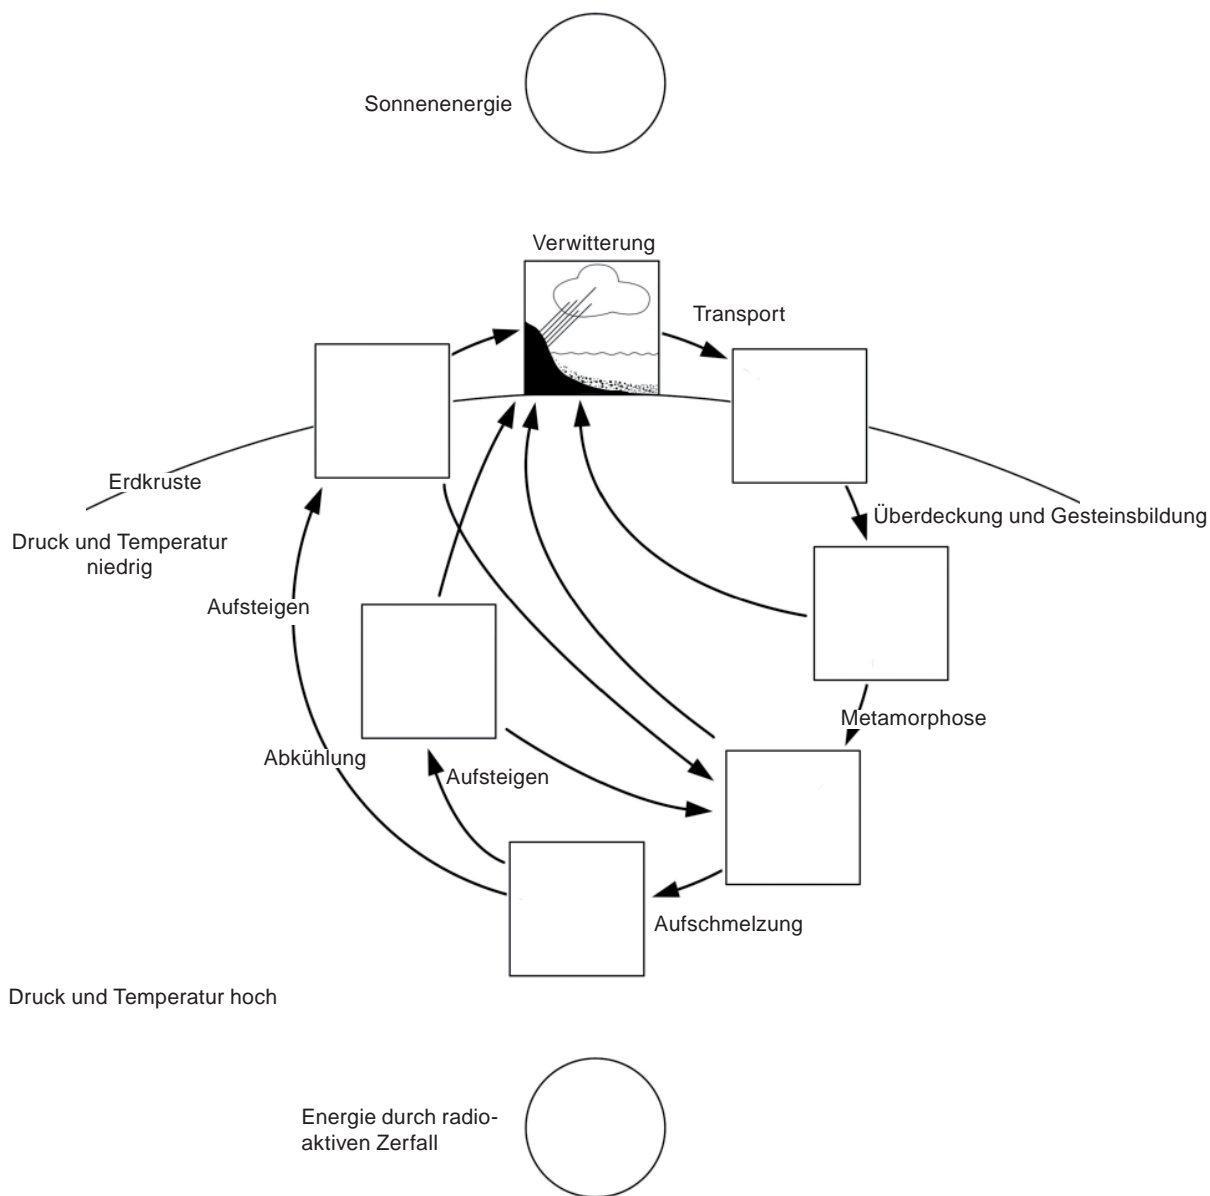 Sonnenenergie
Verwitterung
Transport
Erdkruste
Überdeckung und Gesteinsbildung
Druck und Temperatur
niedrig
Aufsteigen
Metamorphose
Abkühlung
Aufsteigen
Aufschmelzung
Druck und Temperatur hoch
Energie durch radio-
aktiven Zerfall